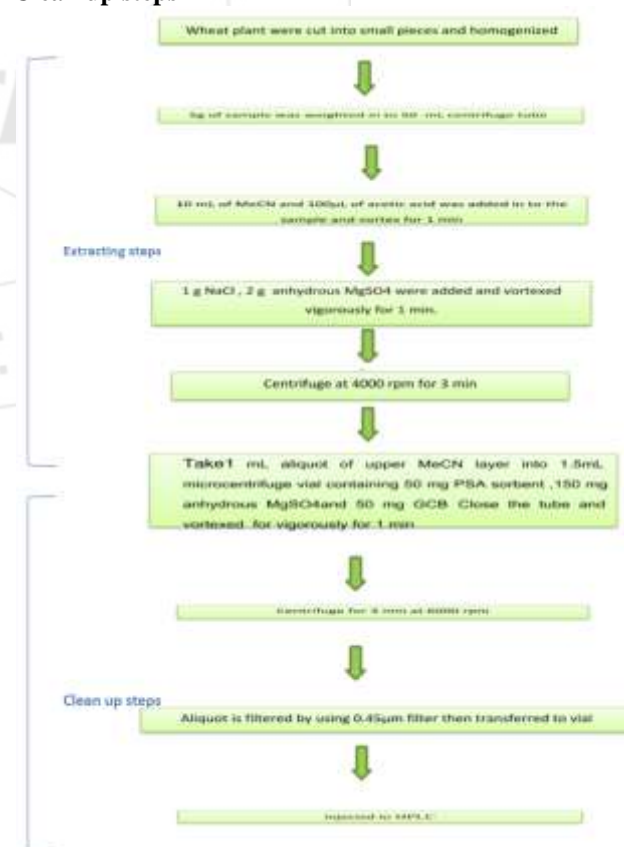 Clean up steps
Wheat plant were cut into small pieces and homogenized
5g of sample was weighted in to 50 mL centrifuge tube
10 mL of MeCN and 100µL of acetic acid was added in to the
sample and vortex for 1 min
Extracting steps
1 g NaCl , 2 g anhydrous MgSO4 were added and vortexed
vigorously for 1 min.
Centrifuge at 4000 rpm for 3 min
Take1 mL aliquot of upper MeCN layer into 1.5mL
microcentrifuge vial containing 50 mg PSA sorbent ,150 mg
anhydrous MgSO4and 50 mg GCB Close the tube and
vortexed for vigorously for 1 min
Centrifuge for min at 6000 rpm
Clean up steps
Aliquot is filtered by using 0.45µm filter then transferred to vial
Injected to HPLC